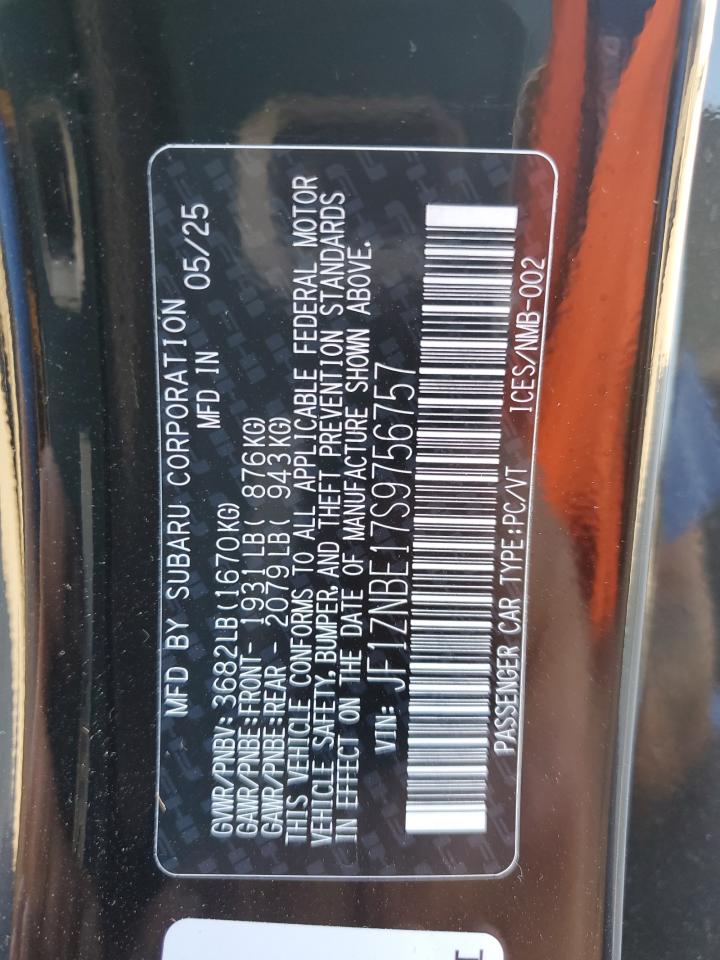 MFD BY SUBARU CORPORATION
MFD IN 05/25
GVWR/PNBV: 3682LB(1670KG)
GAWR/PNBE:FRONT- 1931LB( 876KG)
GAWR/PNBE:REAR - 2079LB( 943KG)
THIS VEHICLE CONFORMS TO ALL APPLICABLE FEDERAL MOTOR
VEHICLE SAFETY, BUMPER, AND THEFT PREVENTION STANDARDS
IN EFFECT ON THE DATE OF MANUFACTURE SHOWN ABOVE.
VIN: JF1ZNBE17S9756757
PASSENGER CAR TYPE:PC/VT ICES/NMB-002